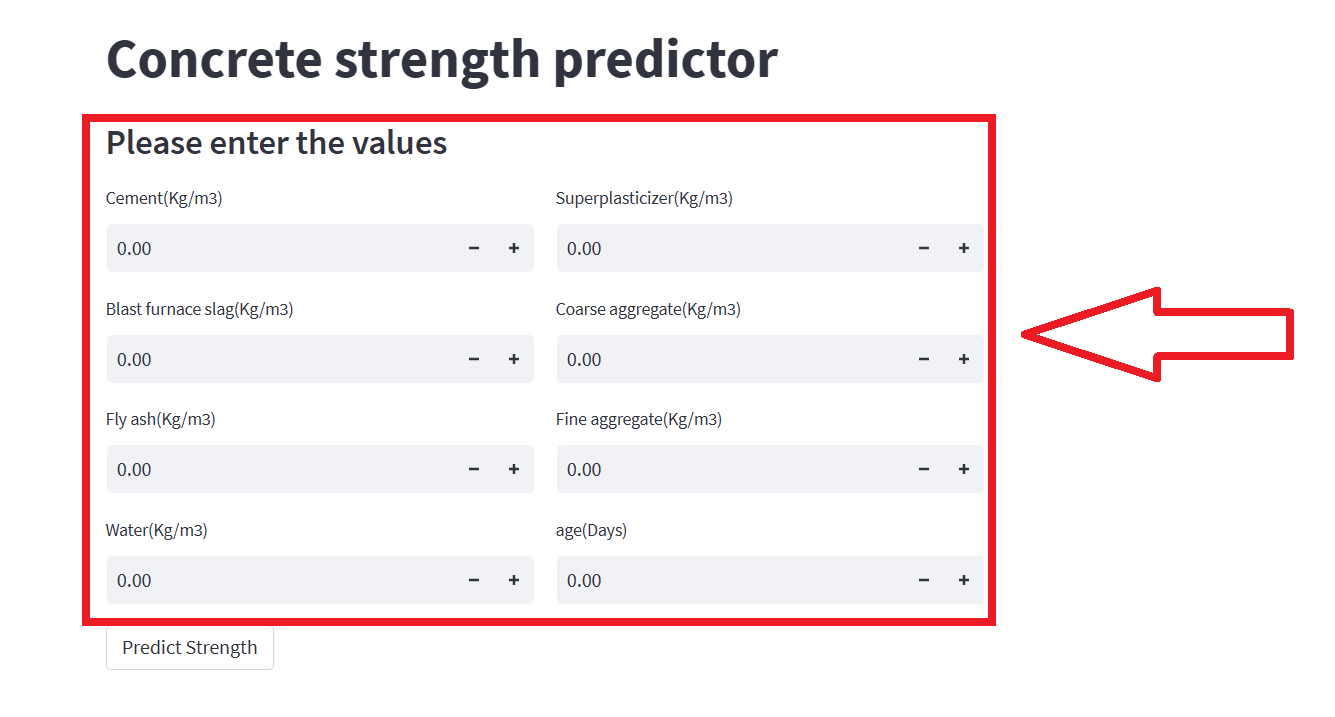 Concrete strength predictor
Please enter the values
Cement(Kg/m3)
0.00
Superplasticizer(Kg/m3)
0.00
Blast furnace slag(Kg/m3)
0.00
Coarse aggregate(Kg/m3)
0.00
Fly ash(Kg/m3)
0.00
Fine aggregate(Kg/m3)
0.00
Water(Kg/m3)
0.00
age(Days)
0.00
Predict Strength